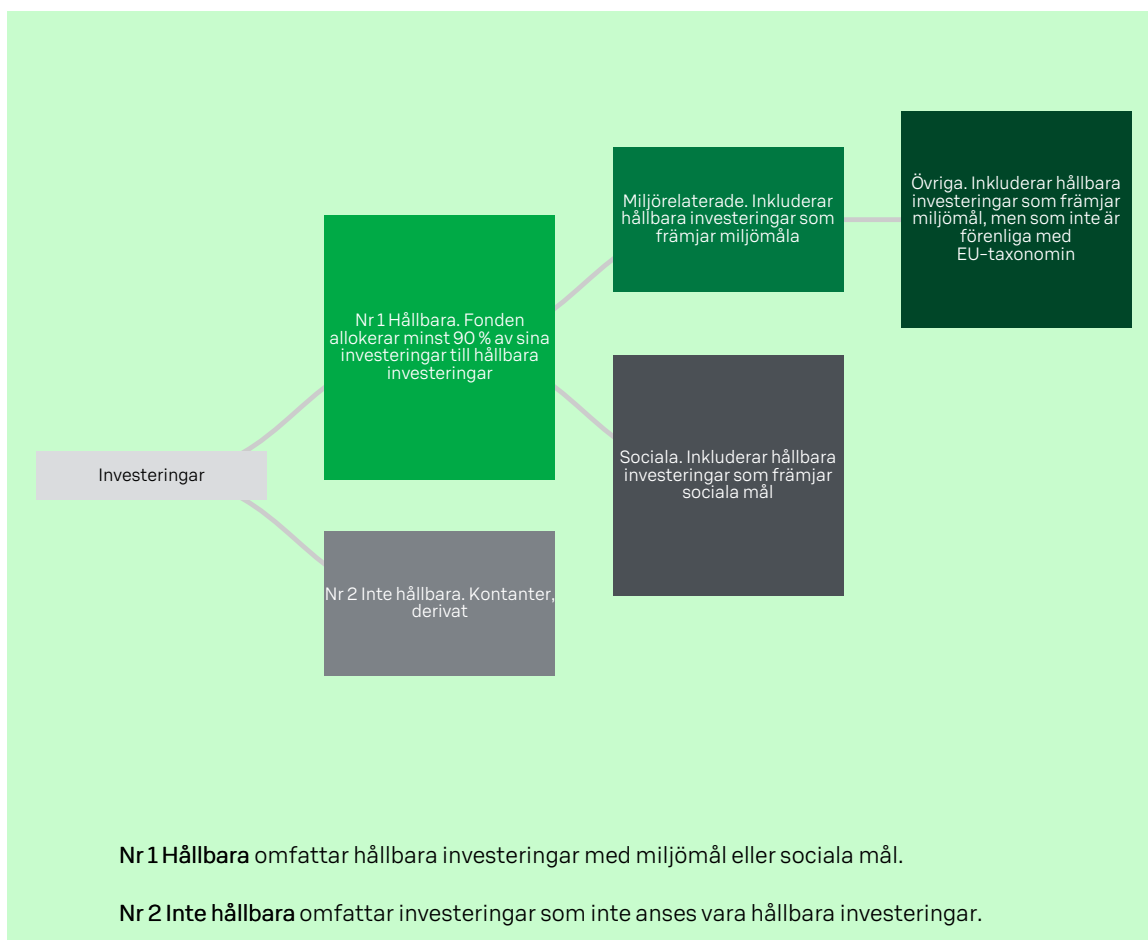 Investeringar
Nr 1 Hållbara. Fonden
allokerar minst 90 % av sina
investeringar till hållbara
investeringar
Nr 2 Inte hållbara. Kontanter,
derivat
Miljörelaterade. Inkluderar
hållbara investeringar som
främjar miljömåla
Sociala. Inkluderar hållbara
investeringar som främjar
sociala mål
Övriga. Inkluderar hållbara
investeringar som främjar
miljömål, men som inte är
förenliga med
EU-taxonomin
Nr 1 Hållbara omfattar hållbara investeringar med miljömål eller sociala mål.
Nr 2 Inte hållbara omfattar investeringar som inte anses vara hållbara investeringar.